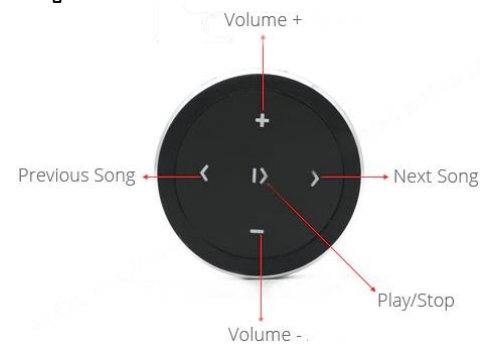 Volume +
+
Previous Song
Next Song
Play/Stop
-
Volume -